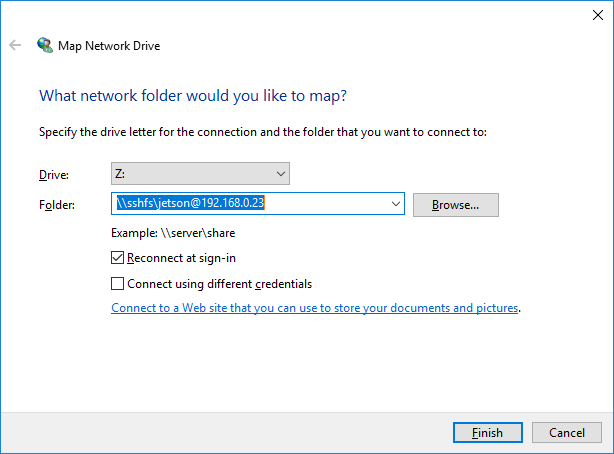 Map Network Drive
What network folder would you like to map?
Specify the drive letter for the connection and the folder that you want to connect to:
Drive: Z:
Folder: \\sshfs\jetson@192.168.0.23 Browse...
Example: \\server\share
Reconnect at sign-in
Connect using different credentials
Connect to a Web site that you can use to store your documents and pictures.
Finish Cancel